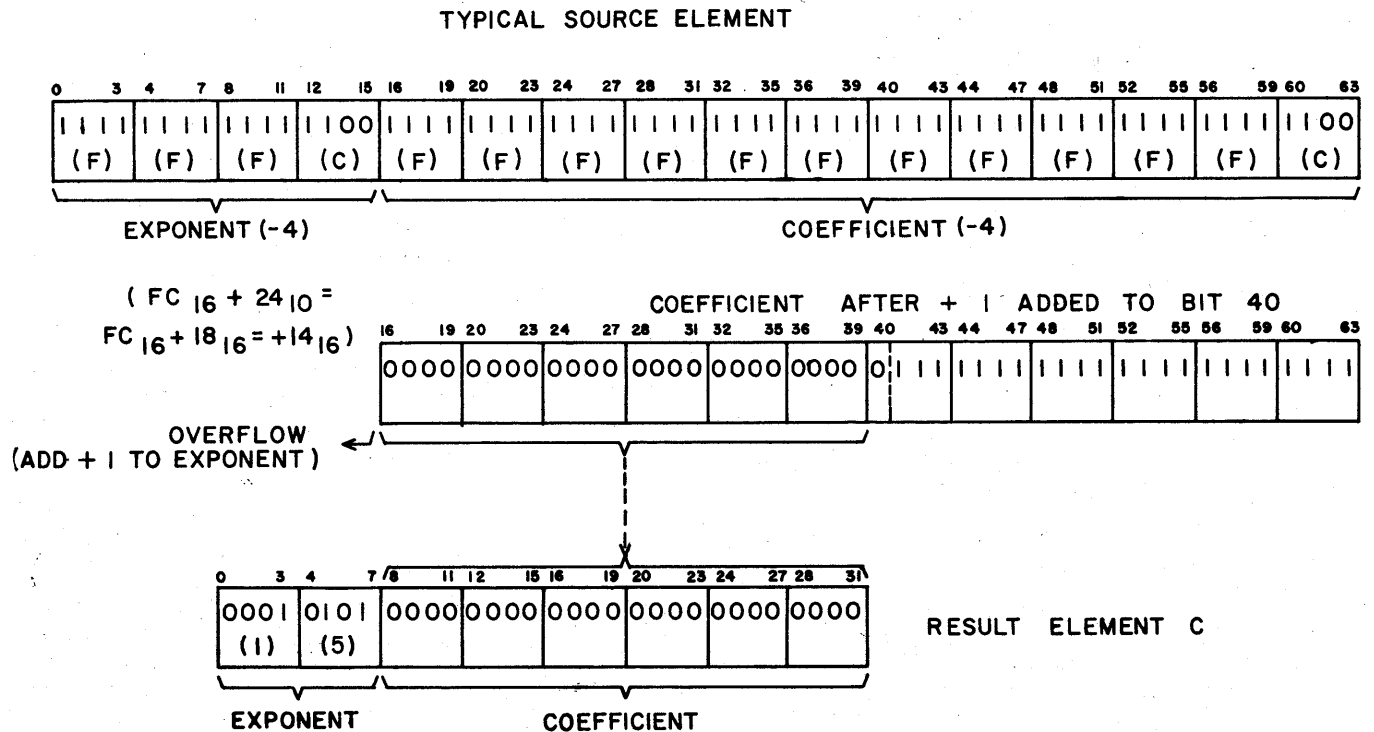 TYPICAL SOURCE ELEMENT
0 3 4 7 8 11 12 15 16 19 20 23 24 27 28 31 32 35 36 39 40 43 44 47 48 51 52 55 56 59 60 63
1111 1111 1111 1100 1111 1111 1111 1111 1111 1111 1111 1111 1111 1111 1111 1100
(F) (F) (F) (C) (F) (F) (F) (F) (F) (F) (F) (F) (F) (F) (F) (C)
EXPONENT (-4) COEFFICIENT (-4)
( FC 16 + 24 10 =
FC 16 + 18 16 = +14 16 )
COEFFICIENT AFTER + 1 ADDED TO BIT 40
16 19 20 23 24 27 28 31 32 35 36 39 40 43 44 47 48 51 52 55 56 59 60 63
0000 0000 0000 0000 0000 0000 0 111 1111 1111 1111 1111 1111
OVERFLOW
(ADD + 1 TO EXPONENT)
0 3 4 7 8 11 12 15 16 19 20 23 24 27 28 31
0001 0101 0000 0000 0000 0000 0000 0000
(1) (5)
RESULT ELEMENT C
EXPONENT COEFFICIENT